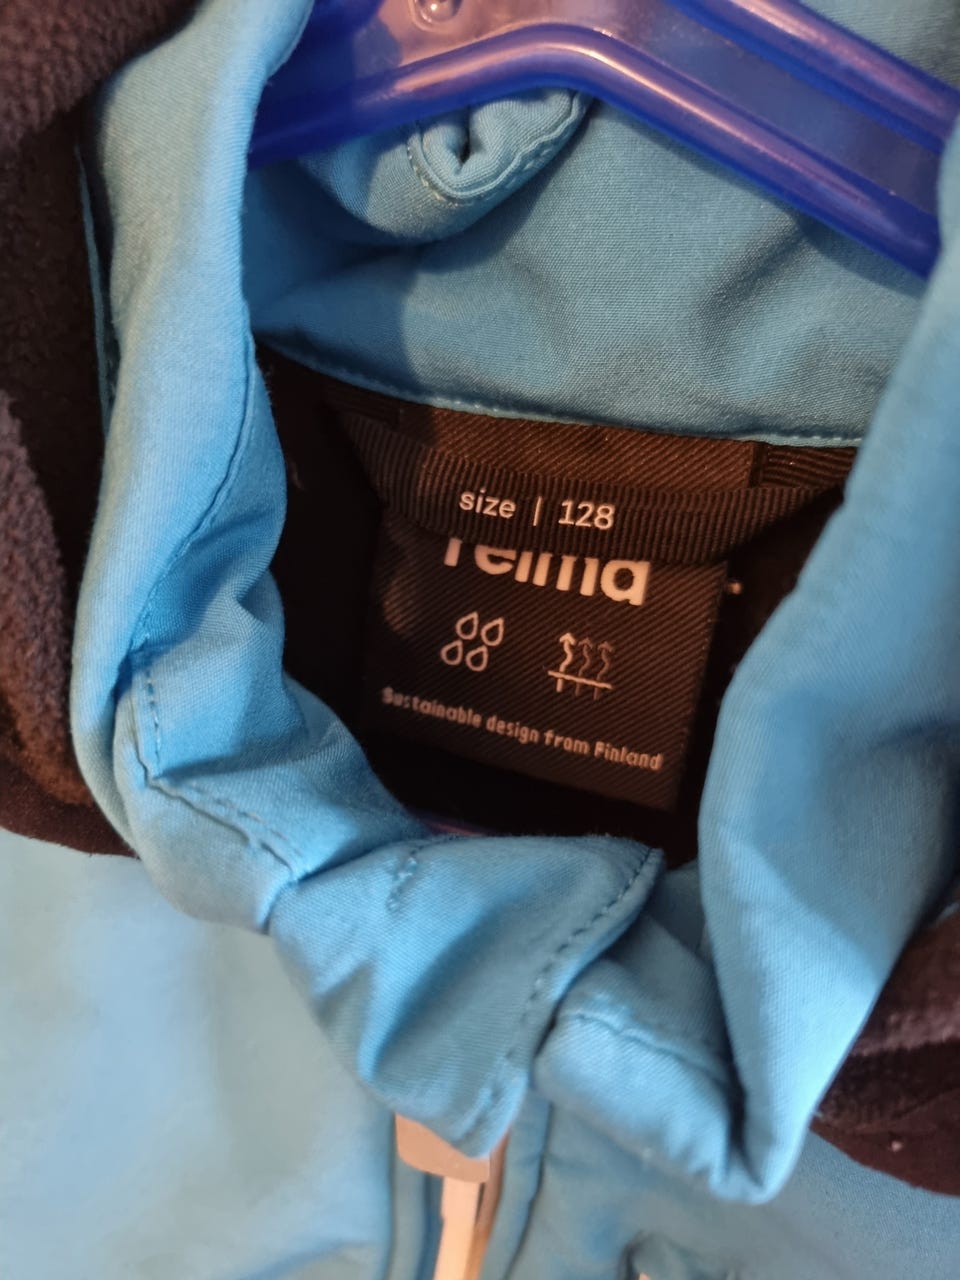 size | 128
reima
Sustainable design from Finland